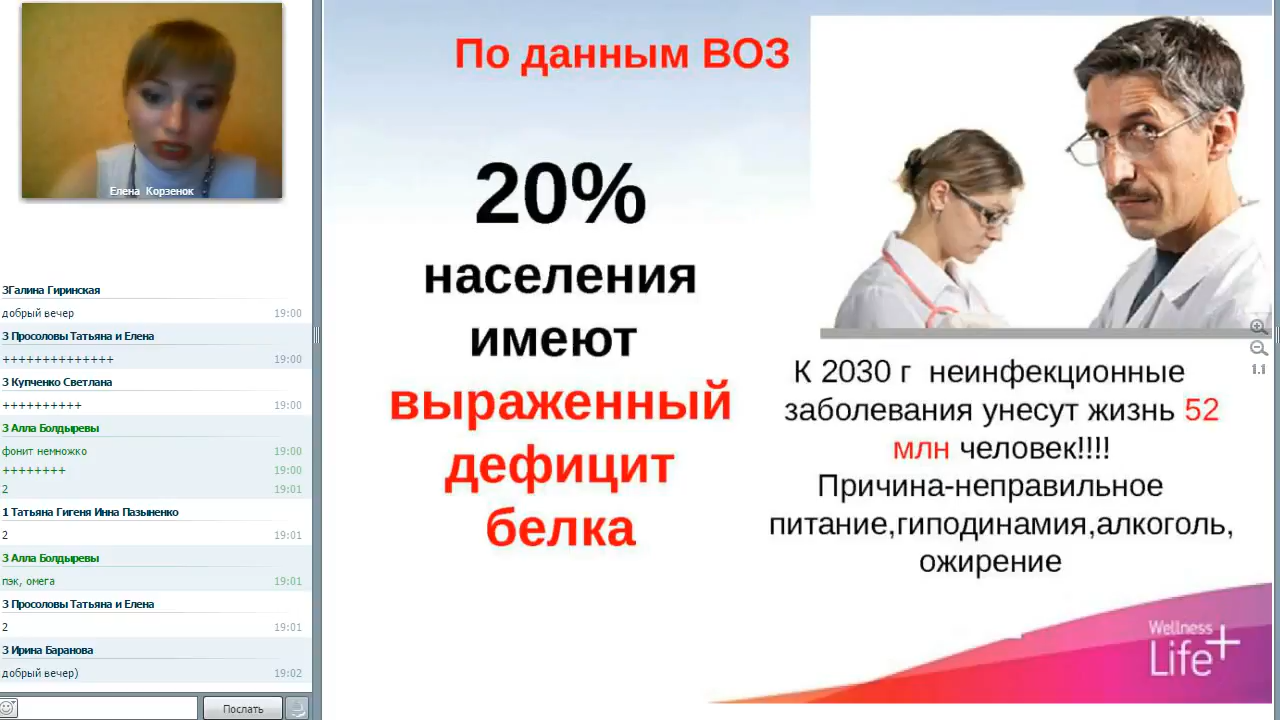 Елена Корзенок
3Галина Гиринская
добрый вечер 19:00
3 Просоловы Татьяна и Елена
++++++++++++++ 19:00
3 Купченко Светлана
++++++++++ 19:00
3 Алла Болдыревы
фонит немножко 19:00
++++++++ 19:00
2 19:01
1 Татьяна Гигеня Инна Пазыненко
2 19:01
3 Алла Болдыревы
пэк, омега 19:01
3 Просоловы Татьяна и Елена
2 19:01
3 Ирина Баранова
добрый вечер) 19:02
Послать
По данным ВОЗ
20%
населения
имеют
выраженный
дефицит
белка
К 2030 г неинфекционные
заболевания унесут жизнь 52
млн человек!!!!
Причина-неправильное
питание,гиподинамия,алкоголь,
ожирение
Wellness
Life+
1.1